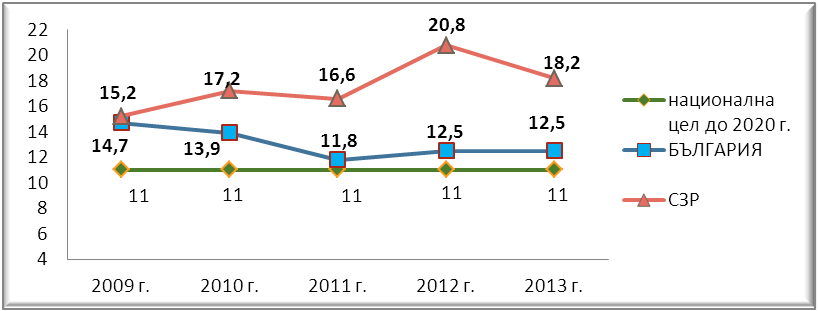 22
20
18
16
14
12
10
8
6
4
15,2
17,2
16,6
20,8
18,2
14,7
13,9
11,8
12,5
12,5
11
11
11
11
11
2009 г.
2010 г.
2011 г.
2012 г.
2013 г.
национална
цел до 2020 г.
БЪЛГАРИЯ
СЗР